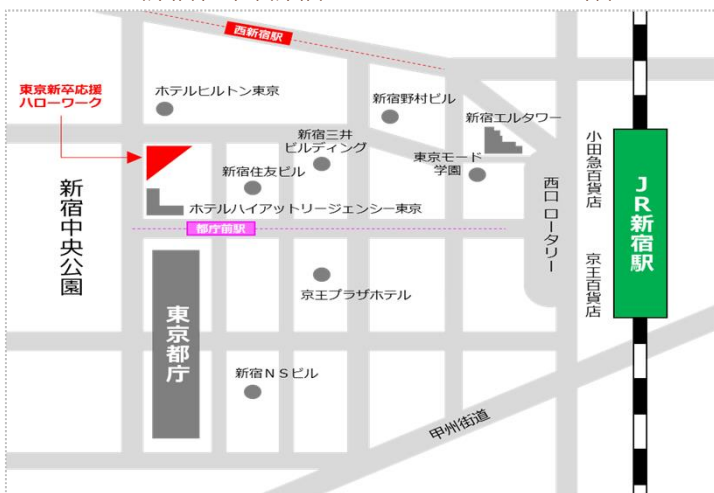 西新宿駅
東京新卒応援
ハローワーク
ホテルヒルトン東京
新宿野村ビル
新宿エルタワー
新宿三井
ビルディング
東京モード
学園
新宿住友ビル
ホテルハイアットリージェンシー東京
都庁前駅
新宿中央公園
西口 ロータリー
小田急百貨店
京王百貨店
JR新宿駅
京王プラザホテル
東京都庁
新宿NSビル
甲州街道